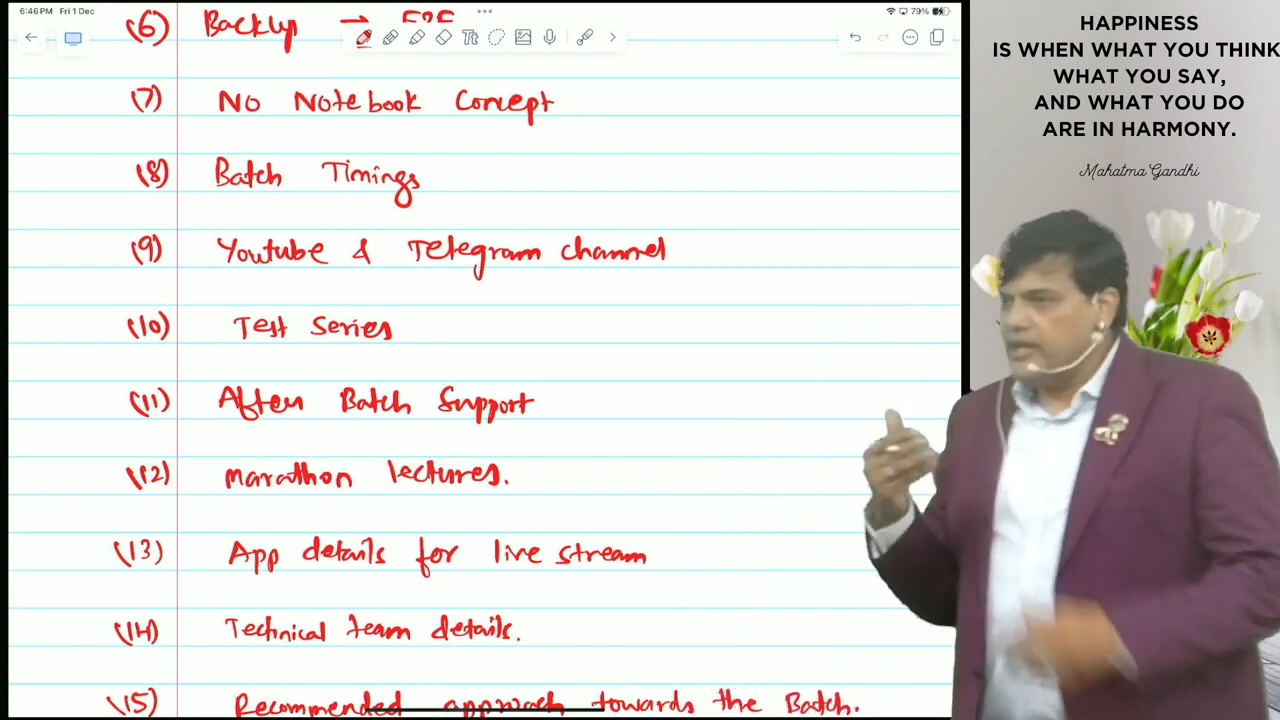 6:46PM Fri 1 Dec
79%
(6) Backup →
(7) No Notebook Concept
(8) Batch Timings
(9) Youtube & Telegram channel
(10) Test Series
(11) After Batch Support
(12) Marathon lectures.
(13) App details for live stream
(14) Technical team details.
(15) Recommended approach towards the Batch.
HAPPINESS
IS WHEN WHAT YOU THINK
WHAT YOU SAY,
AND WHAT YOU DO
ARE IN HARMONY.
Mahatma Gandhi